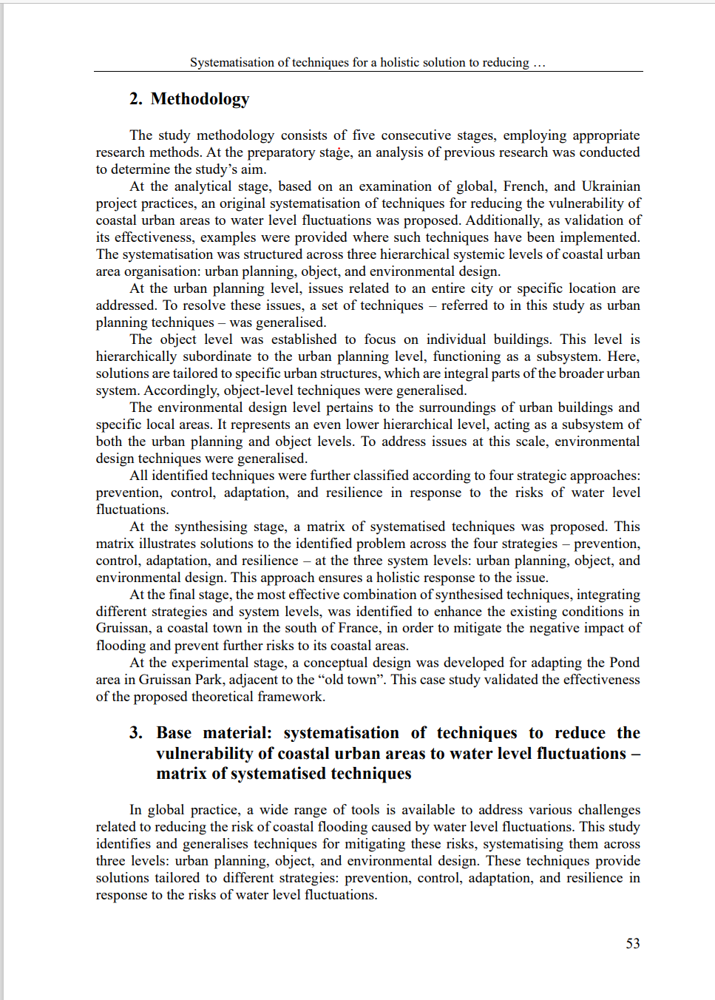 Systematisation of techniques for a holistic solution to reducing …
2. Methodology
The study methodology consists of five consecutive stages, employing appropriate
research methods. At the preparatory stage, an analysis of previous research was conducted
to determine the study’s aim.
At the analytical stage, based on an examination of global, French, and Ukrainian
project practices, an original systematisation of techniques for reducing the vulnerability of
coastal urban areas to water level fluctuations was proposed. Additionally, as validation of
its effectiveness, examples were provided where such techniques have been implemented.
The systematisation was structured across three hierarchical systemic levels of coastal urban
area organisation: urban planning, object, and environmental design.
At the urban planning level, issues related to an entire city or specific location are
addressed. To resolve these issues, a set of techniques – referred to in this study as urban
planning techniques – was generalised.
The object level was established to focus on individual buildings. This level is
hierarchically subordinate to the urban planning level, functioning as a subsystem. Here,
solutions are tailored to specific urban structures, which are integral parts of the broader urban
system. Accordingly, object-level techniques were generalised.
The environmental design level pertains to the surroundings of urban buildings and
specific local areas. It represents an even lower hierarchical level, acting as a subsystem of
both the urban planning and object levels. To address issues at this scale, environmental
design techniques were generalised.
All identified techniques were further classified according to four strategic approaches:
prevention, control, adaptation, and resilience in response to the risks of water level
fluctuations.
At the synthesising stage, a matrix of systematised techniques was proposed. This
matrix illustrates solutions to the identified problem across the four strategies – prevention,
control, adaptation, and resilience – at the three system levels: urban planning, object, and
environmental design. This approach ensures a holistic response to the issue.
At the final stage, the most effective combination of synthesised techniques, integrating
different strategies and system levels, was identified to enhance the existing conditions in
Gruissan, a coastal town in the south of France, in order to mitigate the negative impact of
flooding and prevent further risks to its coastal areas.
At the experimental stage, a conceptual design was developed for adapting the Pond
area in Gruissan Park, adjacent to the “old town”. This case study validated the effectiveness
of the proposed theoretical framework.
3. Base material: systematisation of techniques to reduce the
vulnerability of coastal urban areas to water level fluctuations –
matrix of systematised techniques
In global practice, a wide range of tools is available to address various challenges
related to reducing the risk of coastal flooding caused by water level fluctuations. This study
identifies and generalises techniques for mitigating these risks, systematising them across
three levels: urban planning, object, and environmental design. These techniques provide
solutions tailored to different strategies: prevention, control, adaptation, and resilience in
response to the risks of water level fluctuations.
53